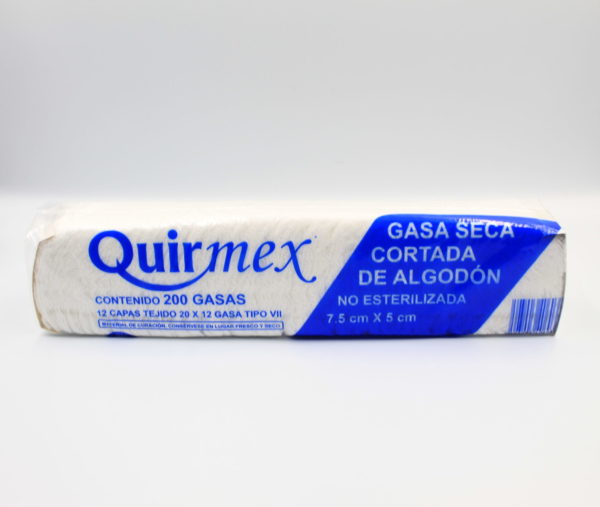 Quirmex
CONTENIDO 200 GASAS
12 CAPAS TEJIDO 20 X 12 GASA TIPO VII
MATERIAL DE CURACIÓN, CONSÉRVESE EN LUGAR FRESCO Y SECO.
GASA SECA
CORTADA
DE ALGODÓN
NO ESTERILIZADA
7.5 cm X 5 cm